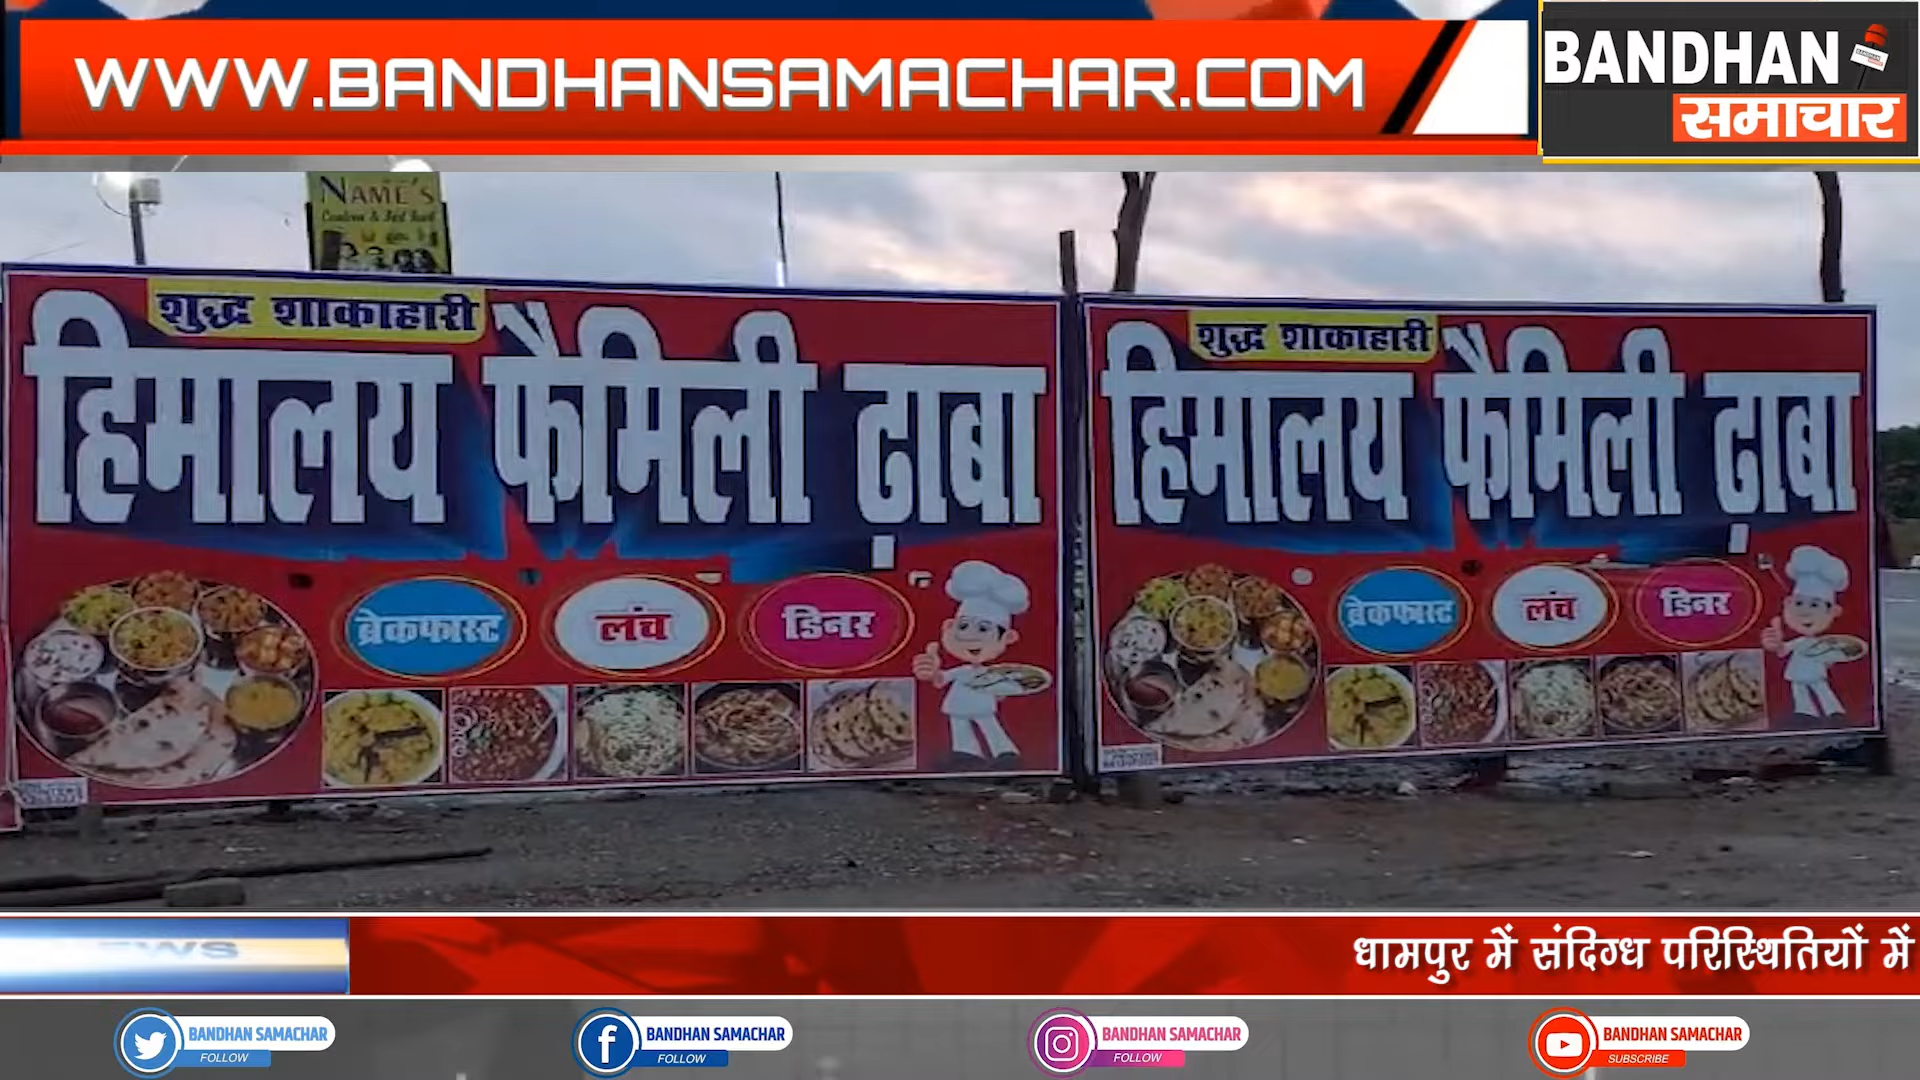 WWW.BANDHANSAMACHAR.COM
BANDHAN
समाचार
NAME'S
शुद्ध शाकाहारी
हिमालय फैमिली ढ़ाबा
ब्रेकफास्ट
लंच
डिनर
शुद्ध शाकाहारी
हिमालय फैमिली ढ़ाबा
ब्रेकफास्ट
लंच
डिनर
NEWS
धामपुर में संदिग्ध परिस्थितियों में
BANDHAN SAMACHAR
FOLLOW
BANDHAN SAMACHAR
FOLLOW
BANDHAN SAMACHAR
FOLLOW
BANDHAN SAMACHAR
SUBSCRIBE